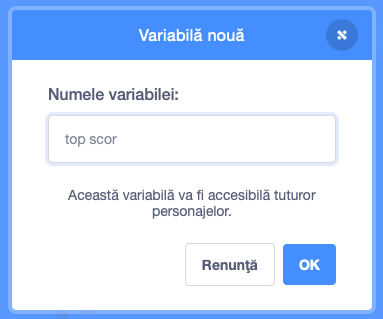 Variabilă nouă
Numele variabilei:
top scor
Această variabilă va fi accesibilă tuturor
personajelor.
Renunţă
OK